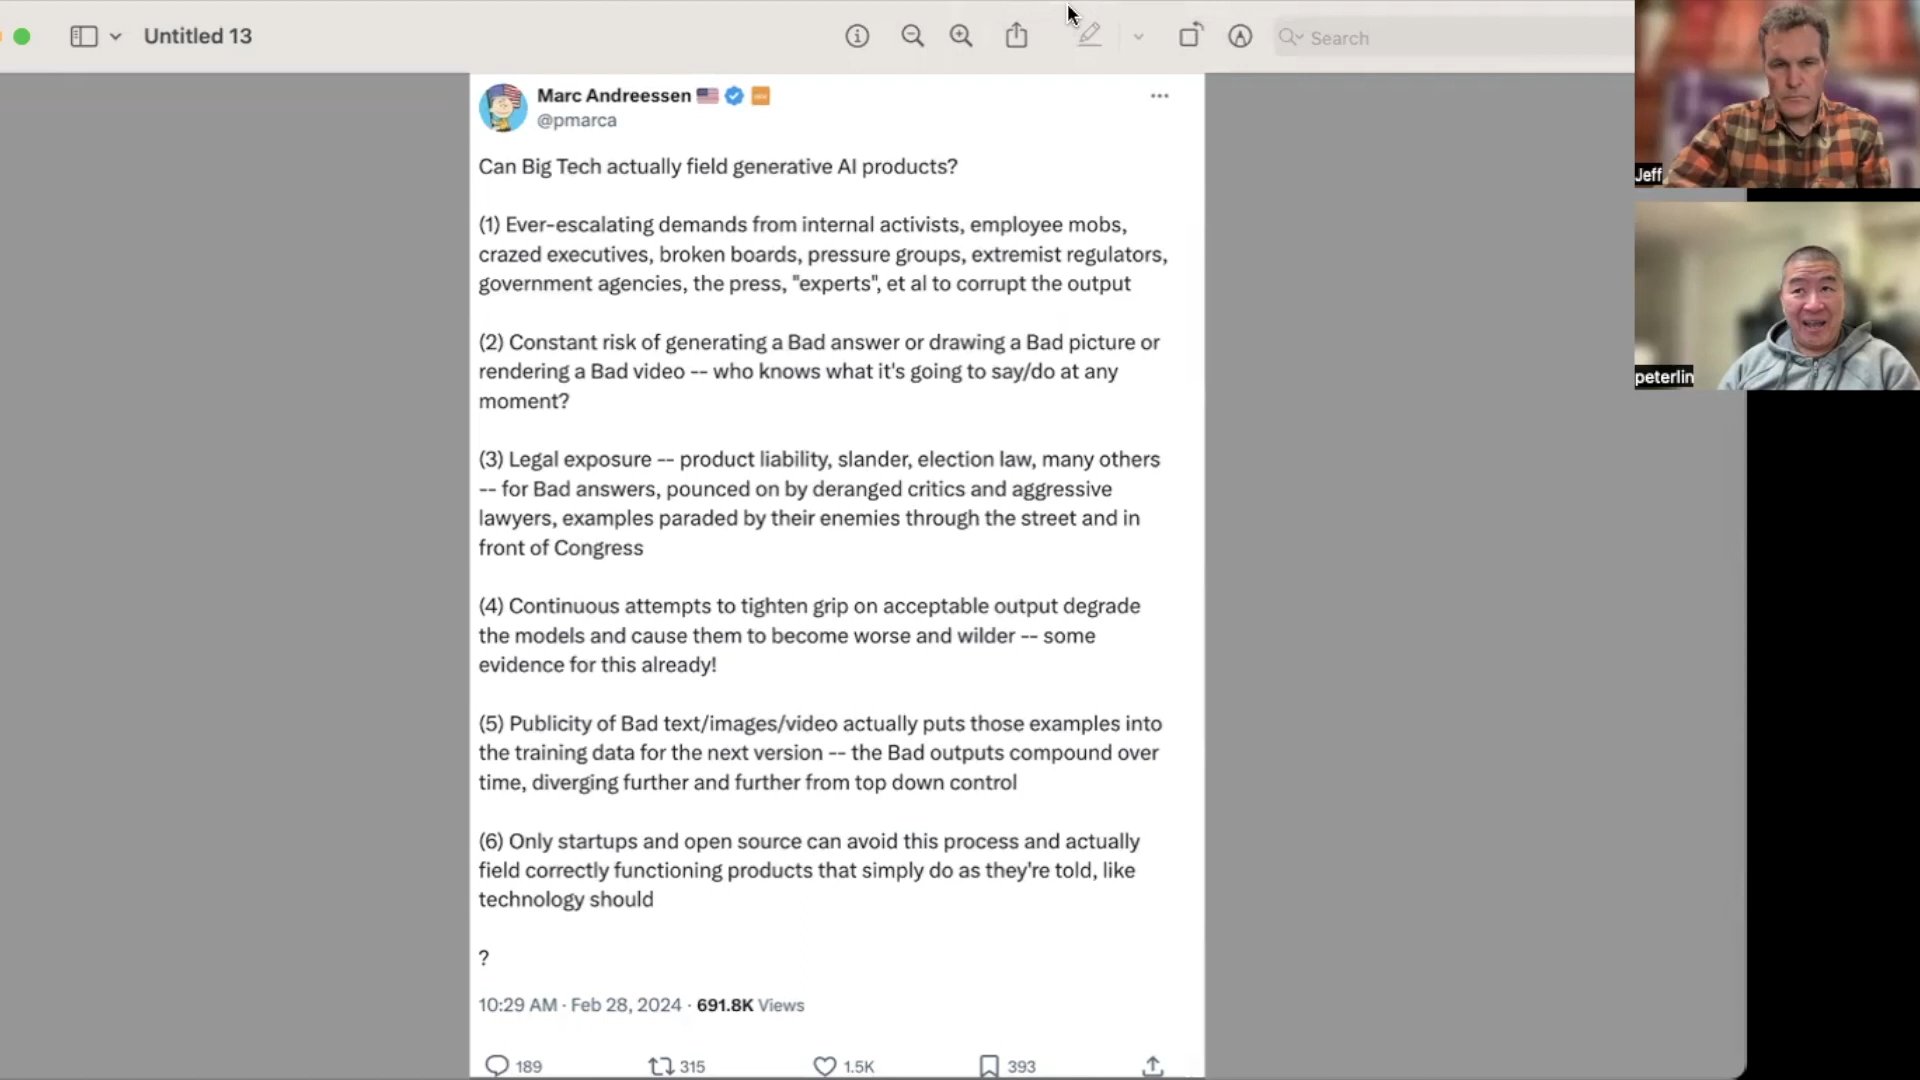 Untitled 13
Search
Marc Andreessen
@pmarca
Can Big Tech actually field generative AI products?
(1) Ever-escalating demands from internal activists, employee mobs,
crazed executives, broken boards, pressure groups, extremist regulators,
government agencies, the press, "experts", et al to corrupt the output
(2) Constant risk of generating a Bad answer or drawing a Bad picture or
rendering a Bad video -- who knows what it's going to say/do at any
moment?
(3) Legal exposure -- product liability, slander, election law, many others
-- for Bad answers, pounced on by deranged critics and aggressive
lawyers, examples paraded by their enemies through the street and in
front of Congress
(4) Continuous attempts to tighten grip on acceptable output degrade
the models and cause them to become worse and wilder -- some
evidence for this already!
(5) Publicity of Bad text/images/video actually puts those examples into
the training data for the next version -- the Bad outputs compound over
time, diverging further and further from top down control
(6) Only startups and open source can avoid this process and actually
field correctly functioning products that simply do as they're told, like
technology should
?
10:29 AM · Feb 28, 2024 · 691.8K Views
189 315 1.5K 393
Jeff
peterlin